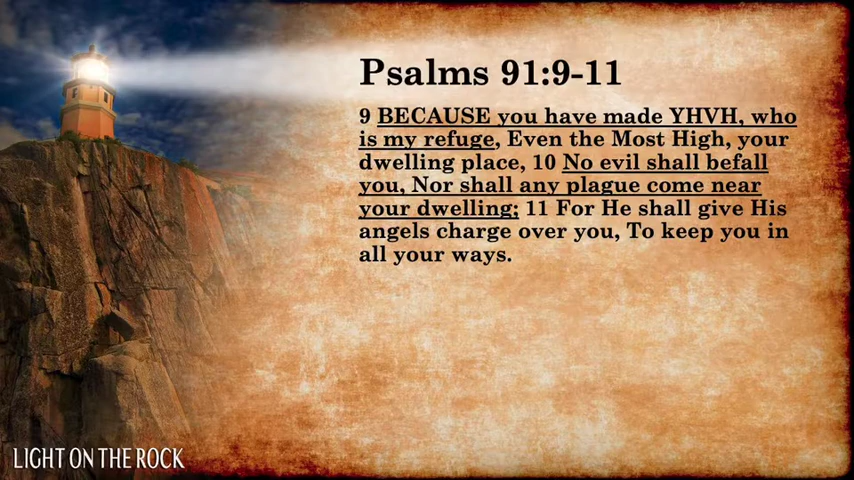 Psalms 91:9-11
9 BECAUSE you have made YHVH, who
is my refuge, Even the Most High, your
dwelling place, 10 No evil shall befall
you, Nor shall any plague come near
your dwelling; 11 For He shall give His
angels charge over you, To keep you in
all your ways.
LIGHT ON THE ROCK